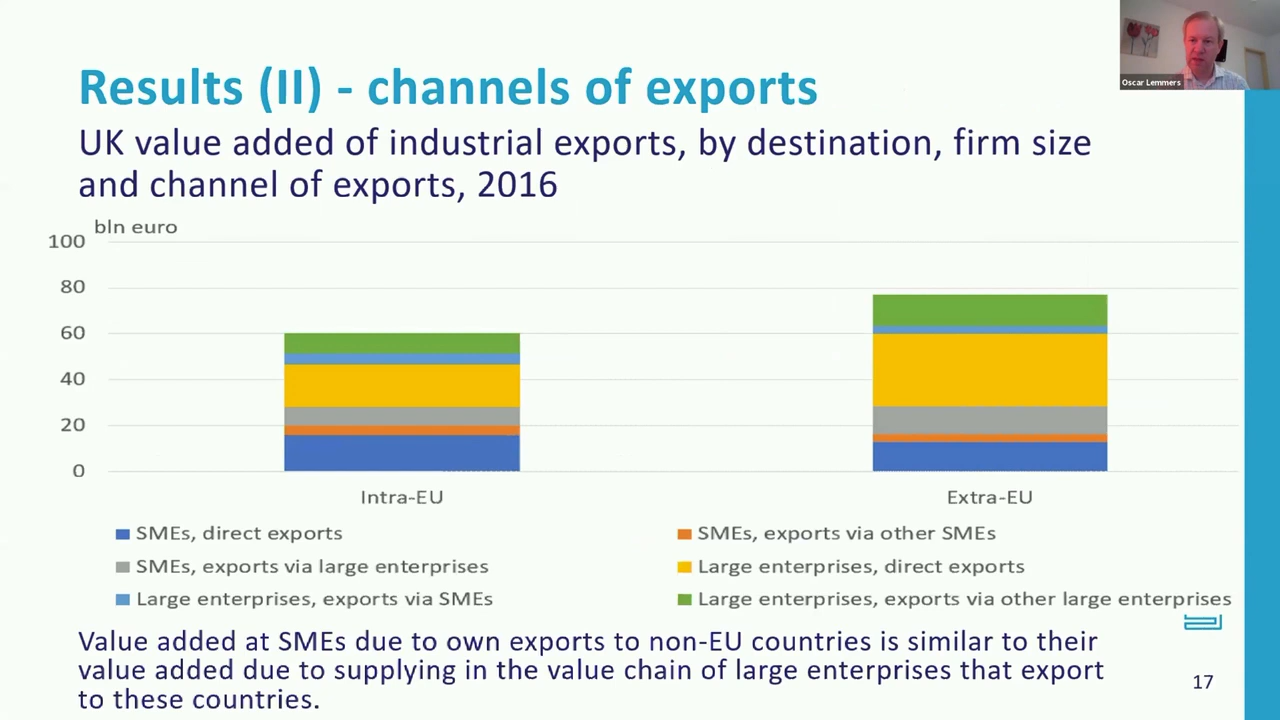 Oscar Lemmers
Results (II) - channels of exports
UK value added of industrial exports, by destination, firm size
and channel of exports, 2016
bln euro
100
80
60
40
20
0
Intra-EU
Extra-EU
SMEs, direct exports
SMEs, exports via other SMEs
SMEs, exports via large enterprises
Large enterprises, direct exports
Large enterprises, exports via SMEs
Large enterprises, exports via other large enterprises
Value added at SMEs due to own exports to non-EU countries is similar to their
value added due to supplying in the value chain of large enterprises that export
to these countries.
17